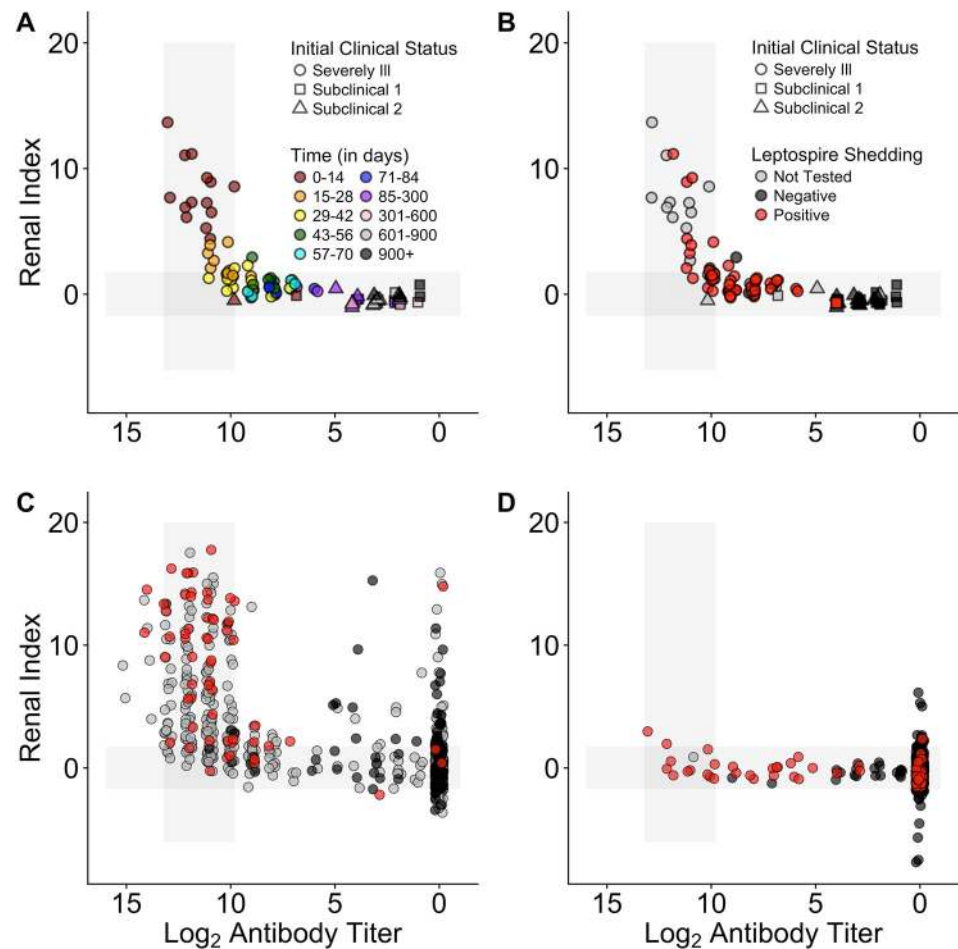 A
20
10
0
Renal Index
Initial Clinical Status
Severely Ill
Subclinical 1
Subclinical 2
Time (in days)
0-14
15-28
29-42
43-56
57-70
71-84
85-300
301-600
601-900
900+
15 10 5 0
B
20
10
0
Initial Clinical Status
Severely Ill
Subclinical 1
Subclinical 2
Leptospire Shedding
Not Tested
Negative
Positive
15 10 5 0
C
20
10
0
Renal Index
15 10 5 0
Log2 Antibody Titer
D
20
10
0
15 10 5 0
Log2 Antibody Titer